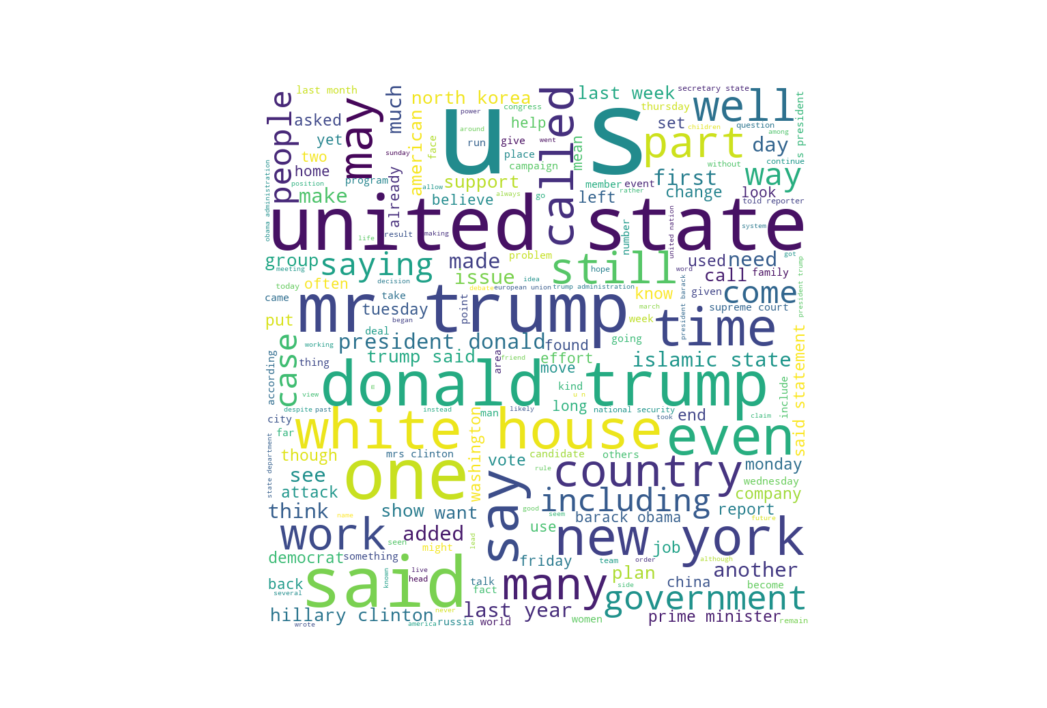 last month
secretary state
people
may
much
north korea
congress
u s
called
last week
thursday
well
question
is president
asked
american
power
around
help
mean
set
children
among
yet
face
run
give
went
part
day
without
continue
two
sunday
place
campaign
home
program
support
member
event
first
way
position
allow
go
rather
make
already
believe
always
left
change
look
told reporter
obama administration
united state
number
united nation
system
life
result
making
group
saying
made
problem
still
hope
word
used
need
got
meeting
decision
issue
idea
call
family
president trump
today
often
debate
european union
trump administration
know
president barack
given
come
came
take
mr trump
march
supreme court
put
tuesday
began
point
week
time
deal
president donald
found
going
case
working
trump said
area
friend
effort
move
islamic state
according
thing
donald trump
kind
include
said statement
view
g
u n
despite
past
instead
man
likely
long
national security
took
end
claim
city
white house
even
far
though
mrs clinton
washington
vote
candidate
others
monday
state department
see
one
say
rule
country
wednesday
attack
good
seem
including
company
think
show
want
use
barack obama
report
future
name
work
added
lead
new york
democrat
something
seen
might
friday
team
job
order
although
another
back
said
known
live
head
talk
fact
many
side
plan
china
become
several
government
hillary clinton
never
last year
women
prime minister
remain
wrote
america
russia
world